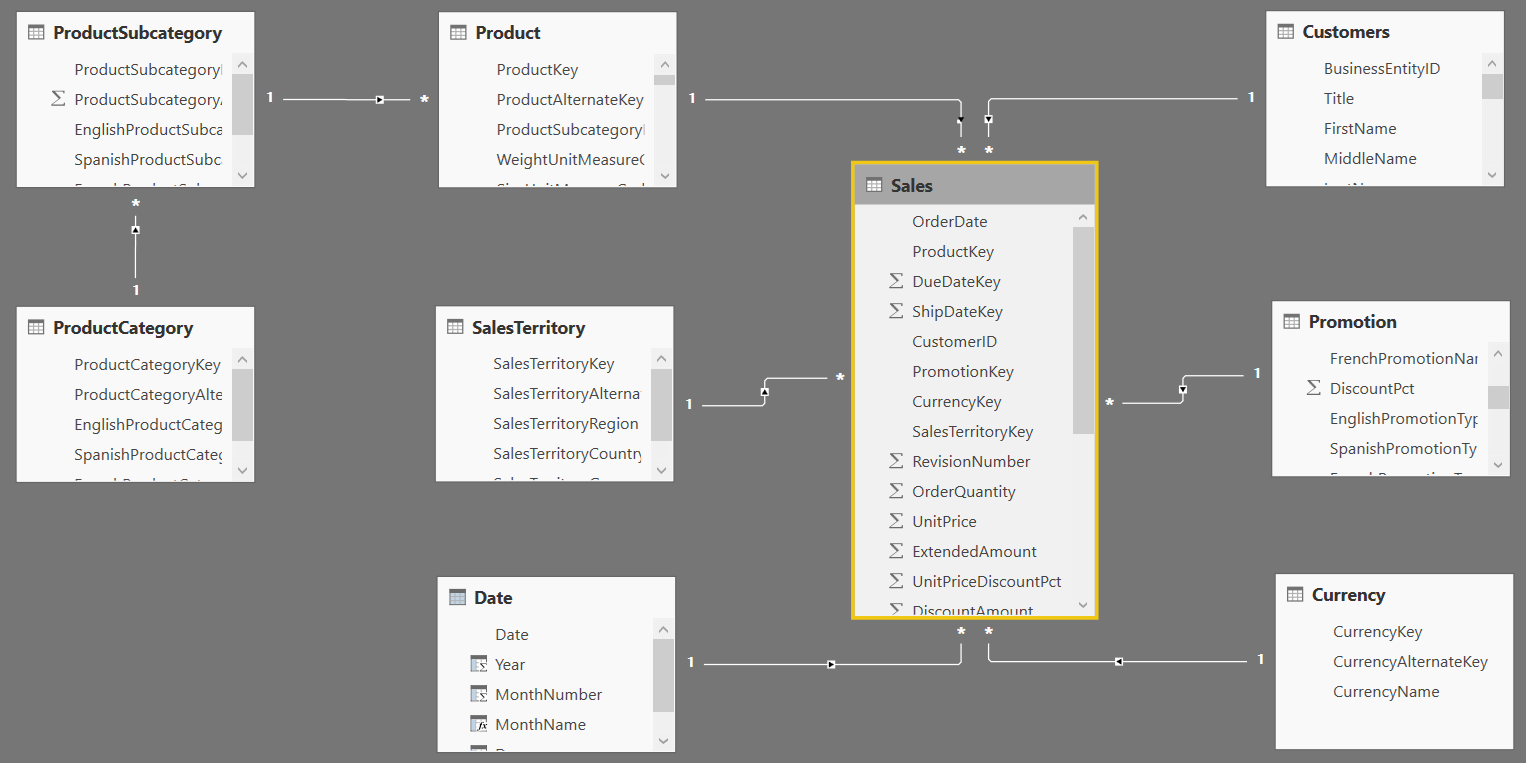 ProductSubcategory
ProductSubcategory
ProductSubcategory
EnglishProductSubca
SpanishProductSubc
1
*
Product
ProductKey
ProductAlternateKey
ProductSubcategory
WeightUnitMeasureC
1
*
Customers
BusinessEntityID
Title
FirstName
MiddleName
1
*
*
1
ProductCategory
ProductCategoryKey
ProductCategoryAlte
EnglishProductCateg
SpanishProductCateg
SalesTerritory
SalesTerritoryKey
SalesTerritoryAlterna
SalesTerritoryRegion
SalesTerritoryCountry
1
*
Sales
OrderDate
ProductKey
Σ DueDateKey
Σ ShipDateKey
CustomerID
PromotionKey
CurrencyKey
SalesTerritoryKey
Σ RevisionNumber
Σ OrderQuantity
Σ UnitPrice
Σ ExtendedAmount
Σ UnitPriceDiscountPct
Σ DiscountAmount
Promotion
FrenchPromotionNar
Σ DiscountPct
EnglishPromotionTyp
SpanishPromotionTy
1
*
Date
Date
Year
MonthNumber
MonthName
1
*
*
1
Currency
CurrencyKey
CurrencyAlternateKey
CurrencyName